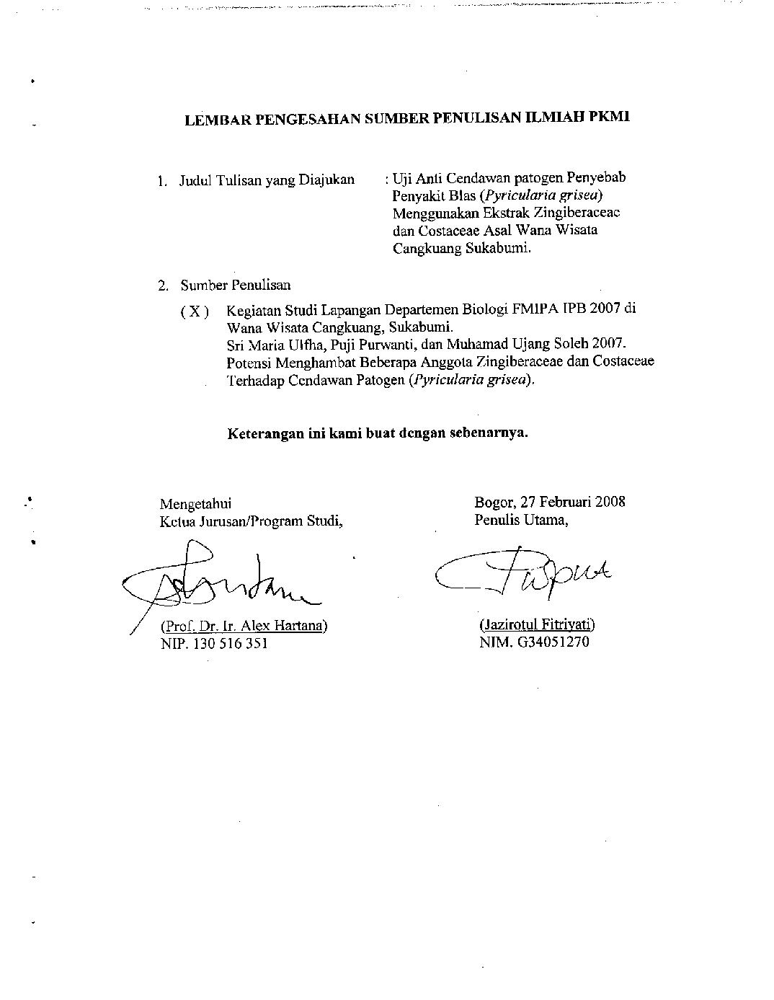 LEMBAR PENGESAHAN SUMBER PENULISAN ILMIAH PKMI
1. Judul Tulisan yang Diajukan : Uji Anti Cendawan patogen Penyebab
Penyakit Blas (Pyricularia grisea)
Menggunakan Ekstrak Zingiberaceae
dan Costaceae Asal Wana Wisata
Cangkuang Sukabumi.
2. Sumber Penulisan
( X ) Kegiatan Studi Lapangan Departemen Biologi FMIPA IPB 2007 di
Wana Wisata Cangkuang, Sukabumi.
Sri Maria Ulfha, Puji Purwanti, dan Muhamad Ujang Soleh 2007.
Potensi Menghambat Beberapa Anggota Zingiberaceae dan Costaceae
Terhadap Cendawan Patogen (Pyricularia grisea).
Keterangan ini kami buat dengan sebenarnya.
Mengetahui
Ketua Jurusan/Program Studi,
(Prof. Dr. Ir. Alex Hartana)
NIP. 130 516 351
Bogor, 27 Februari 2008
Penulis Utama,
(Jazirotul Fitriyati)
NIM. G34051270